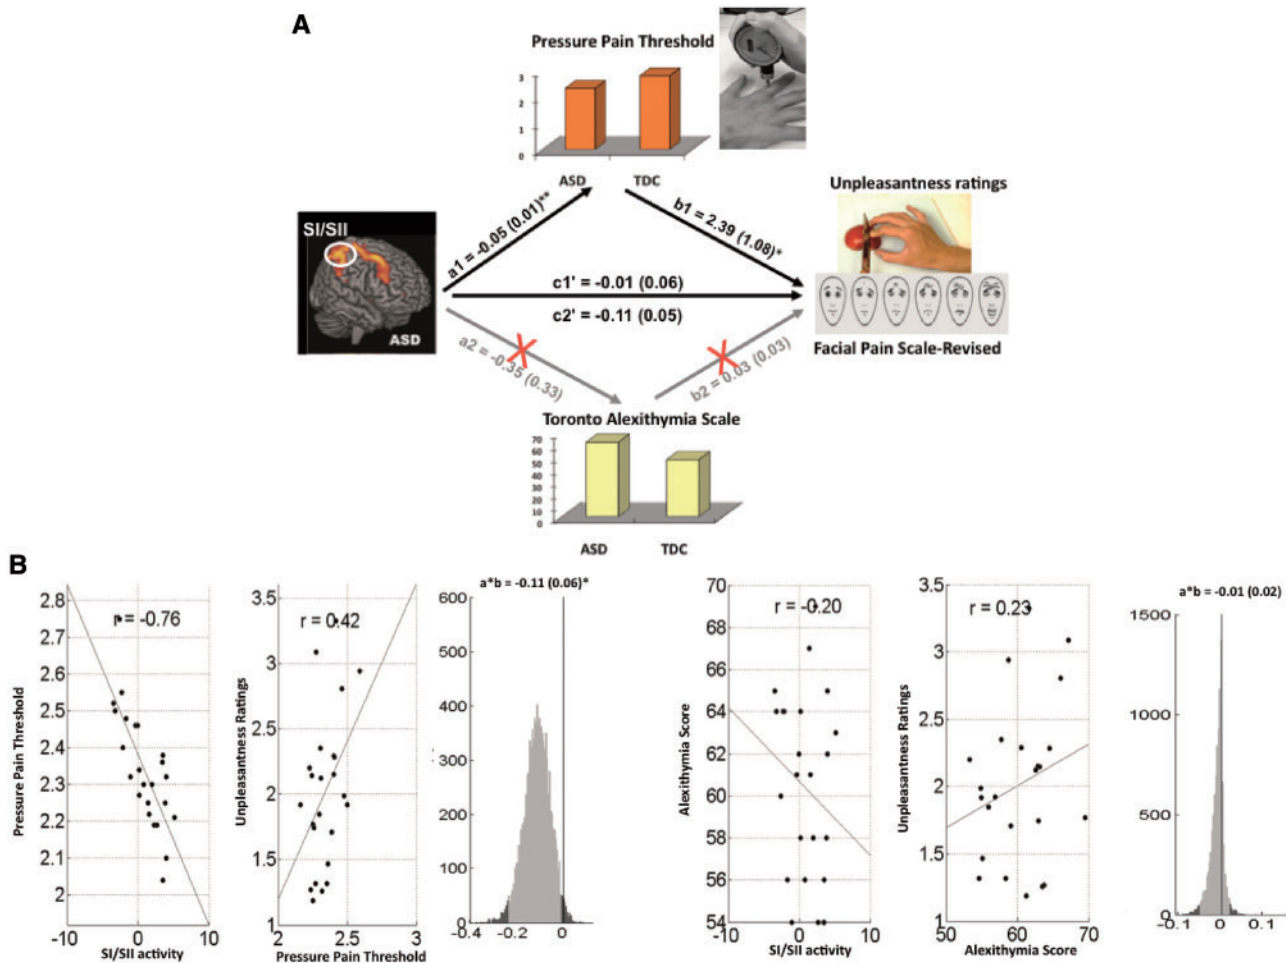 A
Pressure Pain Threshold
3
2
1
0
ASD TDC
Unpleasantness ratings
SI/SII
ASD
a1 = -0.05 (0.01)**
b1 = 2.39 (1.08)*
c1' = -0.01 (0.06)
c2' = -0.11 (0.05)
a2 = -0.35 (0.33)
b2 = 0.03 (0.03)
Facial Pain Scale-Revised
Toronto Alexithymia Scale
70
60
50
40
30
20
10
0
ASD TDC
B
Pressure Pain Threshold
2.8
2.7
2.6
2.5
2.4
2.3
2.2
2.1
2
r = -0.76
-10 0 10
SI/SII activity
Unpleasantness Ratings
3.5
3
2.5
2
1.5
1
r = 0.42
2 2.5 3
Pressure Pain Threshold
a*b = -0.11 (0.06)*
600
500
400
300
200
100
0
-0.4 -0.2 0
Alexithymia Score
70
68
66
64
62
60
58
56
54
r = -0.20
-10 0 10
SI/SII activity
Unpleasantness Ratings
3.5
3
2.5
2
1.5
1
r = 0.23
50 60 70
Alexithymia Score
a*b = -0.01 (0.02)
1500
1000
500
0
-0.1 0 0.1